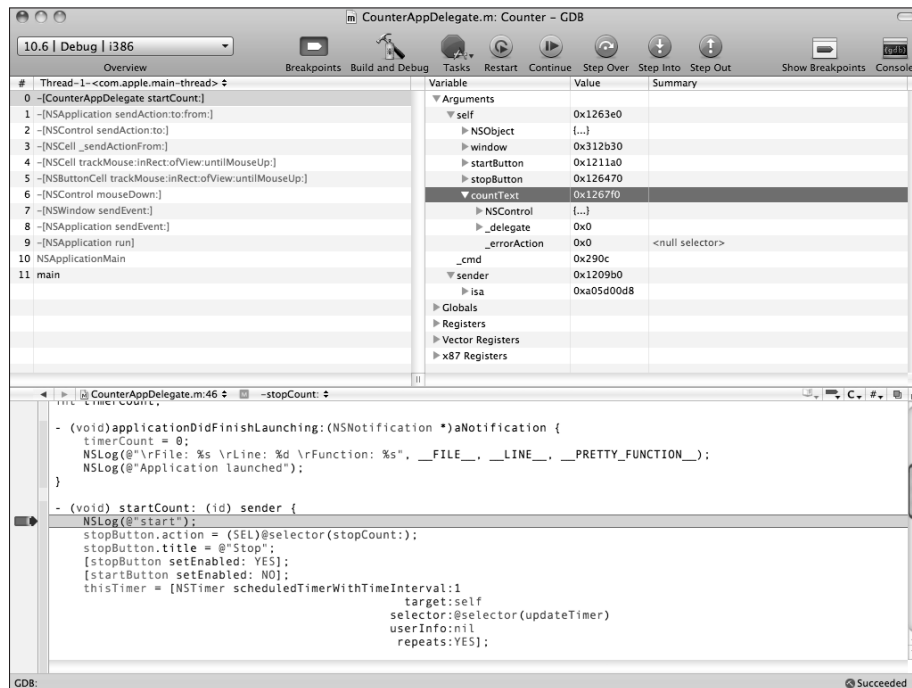 CounterAppDelegate.m: Counter – GDB
10.6 | Debug | i386
Overview
Breakpoints Build and Debug Tasks Restart Continue Step Over Step Into Step Out Show Breakpoints Console
# Thread-1-<com.apple.main-thread>
0 -[CounterAppDelegate startCount:]
1 -[NSApplication sendAction:to:from:]
2 -[NSControl sendAction:to:]
3 -[NSCell _sendActionFrom:]
4 -[NSCell trackMouse:inRect:ofView:untilMouseUp:]
5 -[NSButtonCell trackMouse:inRect:ofView:untilMouseUp:]
6 -[NSControl mouseDown:]
7 -[NSWindow sendEvent:]
8 -[NSApplication sendEvent:]
9 -[NSApplication run]
10 NSApplicationMain
11 main
Variable Value Summary
Arguments
self 0x1263e0
NSObject {...}
window 0x312b30
startButton 0x1211a0
stopButton 0x126470
countText 0x1267f0
NSControl {...}
_delegate 0x0
_errorAction 0x0 <null selector>
_cmd 0x290c
sender 0x1209b0
isa 0xa05d00d8
Globals
Registers
Vector Registers
x87 Registers
CounterAppDelegate.m:46 -stopCount: C #
int timerCount;
- (void)applicationDidFinishLaunching:(NSNotification *)aNotification {
timerCount = 0;
NSLog(@"\rFile: %s \rLine: %d \rFunction: %s", __FILE__, __LINE__, __PRETTY_FUNCTION__);
NSLog(@"Application launched");
}
- (void) startCount: (id) sender {
NSLog(@"start");
stopButton.action = (SEL)@selector(stopCount:);
stopButton.title = @"Stop";
[stopButton setEnabled: YES];
[startButton setEnabled: NO];
thisTimer = [NSTimer scheduledTimerWithTimeInterval:1
target:self
selector:@selector(updateTimer)
userInfo:nil
repeats:YES];
GDB: Succeeded